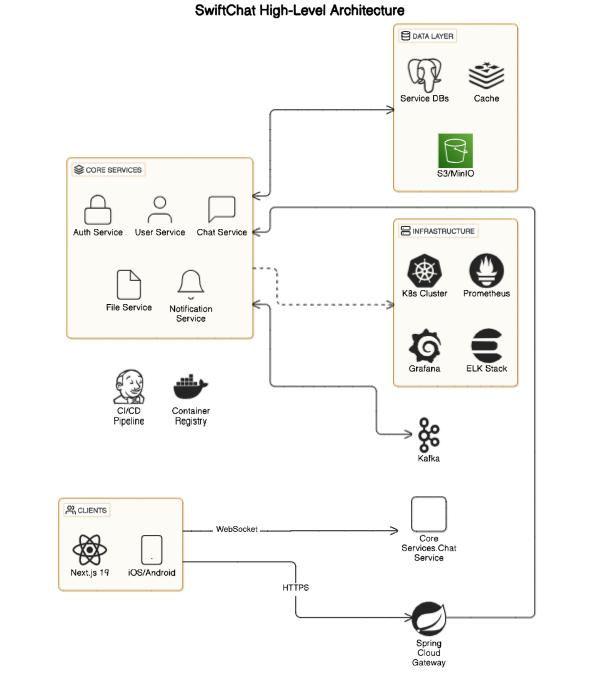 SwiftChat High-Level Architecture
DATA LAYER
Service DBs
Cache
S3/MinIO
CORE SERVICES
Auth Service
User Service
Chat Service
File Service
Notification
Service
INFRASTRUCTURE
K8s Cluster
Prometheus
Grafana
ELK Stack
CI/CD
Pipeline
Container
Registry
Kafka
CLIENTS
Next.js 19
iOS/Android
WebSocket
Core
Services.Chat
Service
HTTPS
Spring
Cloud
Gateway